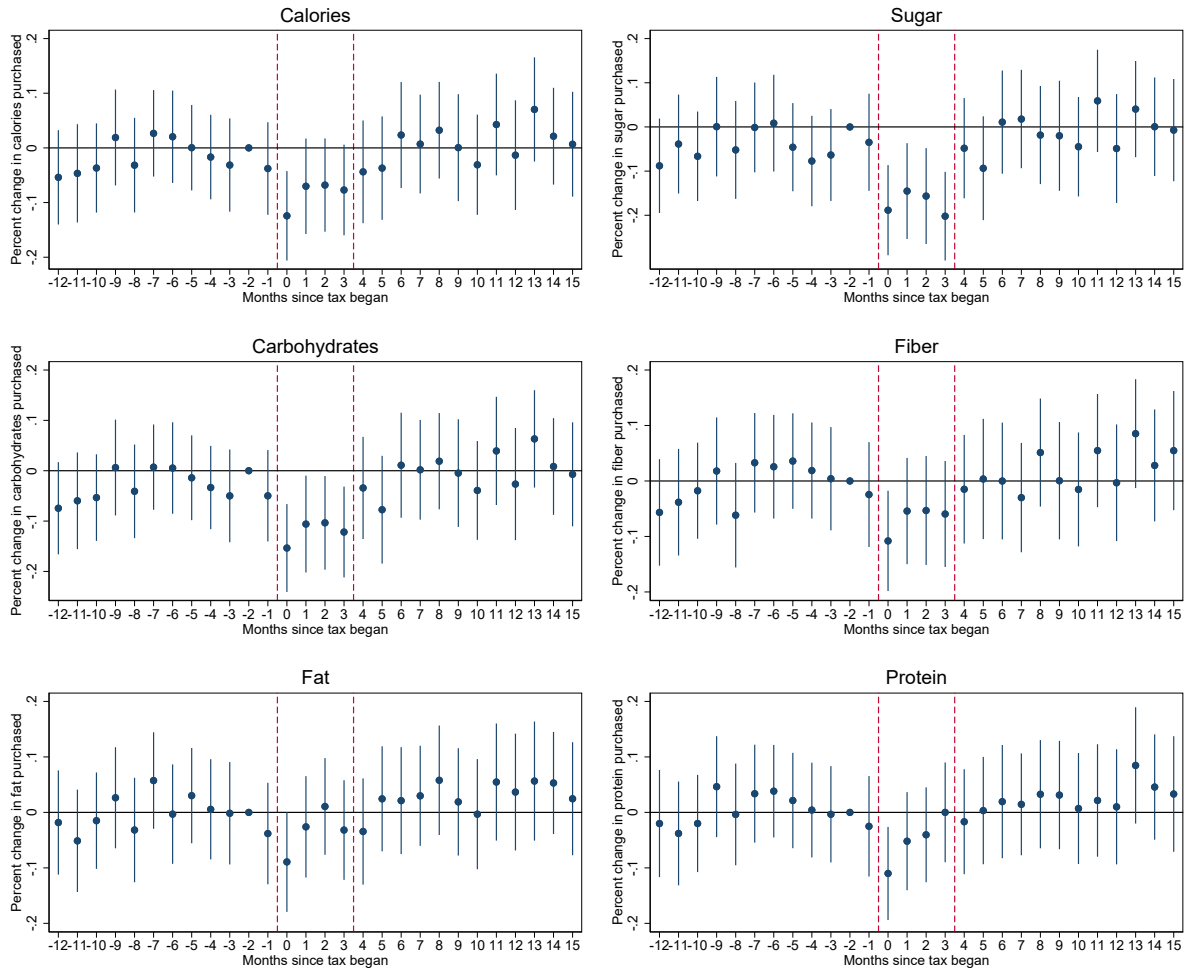 Calories
Percent change in calories purchased
.2
.1
0
-.1
-.2
-12 -11 -10 -9 -8 -7 -6 -5 -4 -3 -2 -1 0 1 2 3 4 5 6 7 8 9 10 11 12 13 14 15
Months since tax began
Sugar
Percent change in sugar purchased
.2
.1
0
-.1
-.2
-12 -11 -10 -9 -8 -7 -6 -5 -4 -3 -2 -1 0 1 2 3 4 5 6 7 8 9 10 11 12 13 14 15
Months since tax began
Carbohydrates
Percent change in carbohydrates purchased
.2
.1
0
-.1
-.2
-12 -11 -10 -9 -8 -7 -6 -5 -4 -3 -2 -1 0 1 2 3 4 5 6 7 8 9 10 11 12 13 14 15
Months since tax began
Fiber
Percent change in fiber purchased
.2
.1
0
-.1
-.2
-12 -11 -10 -9 -8 -7 -6 -5 -4 -3 -2 -1 0 1 2 3 4 5 6 7 8 9 10 11 12 13 14 15
Months since tax began
Fat
Percent change in fat purchased
.2
.1
0
-.1
-.2
-12 -11 -10 -9 -8 -7 -6 -5 -4 -3 -2 -1 0 1 2 3 4 5 6 7 8 9 10 11 12 13 14 15
Months since tax began
Protein
Percent change in protein purchased
.2
.1
0
-.1
-.2
-12 -11 -10 -9 -8 -7 -6 -5 -4 -3 -2 -1 0 1 2 3 4 5 6 7 8 9 10 11 12 13 14 15
Months since tax began